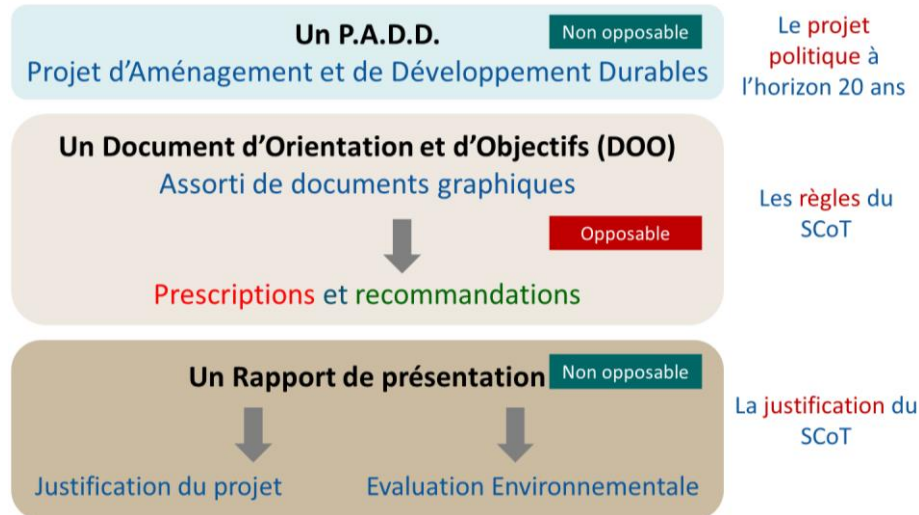 Un P.A.D.D.
Non opposable
Projet d’Aménagement et de Développement Durables
Le projet
politique à
l’horizon 20 ans
Un Document d’Orientation et d’Objectifs (DOO)
Assorti de documents graphiques
Opposable
Prescriptions et recommandations
Les règles du
SCoT
Un Rapport de présentation
Non opposable
Justification du projet
Evaluation Environnementale
La justification du
SCoT